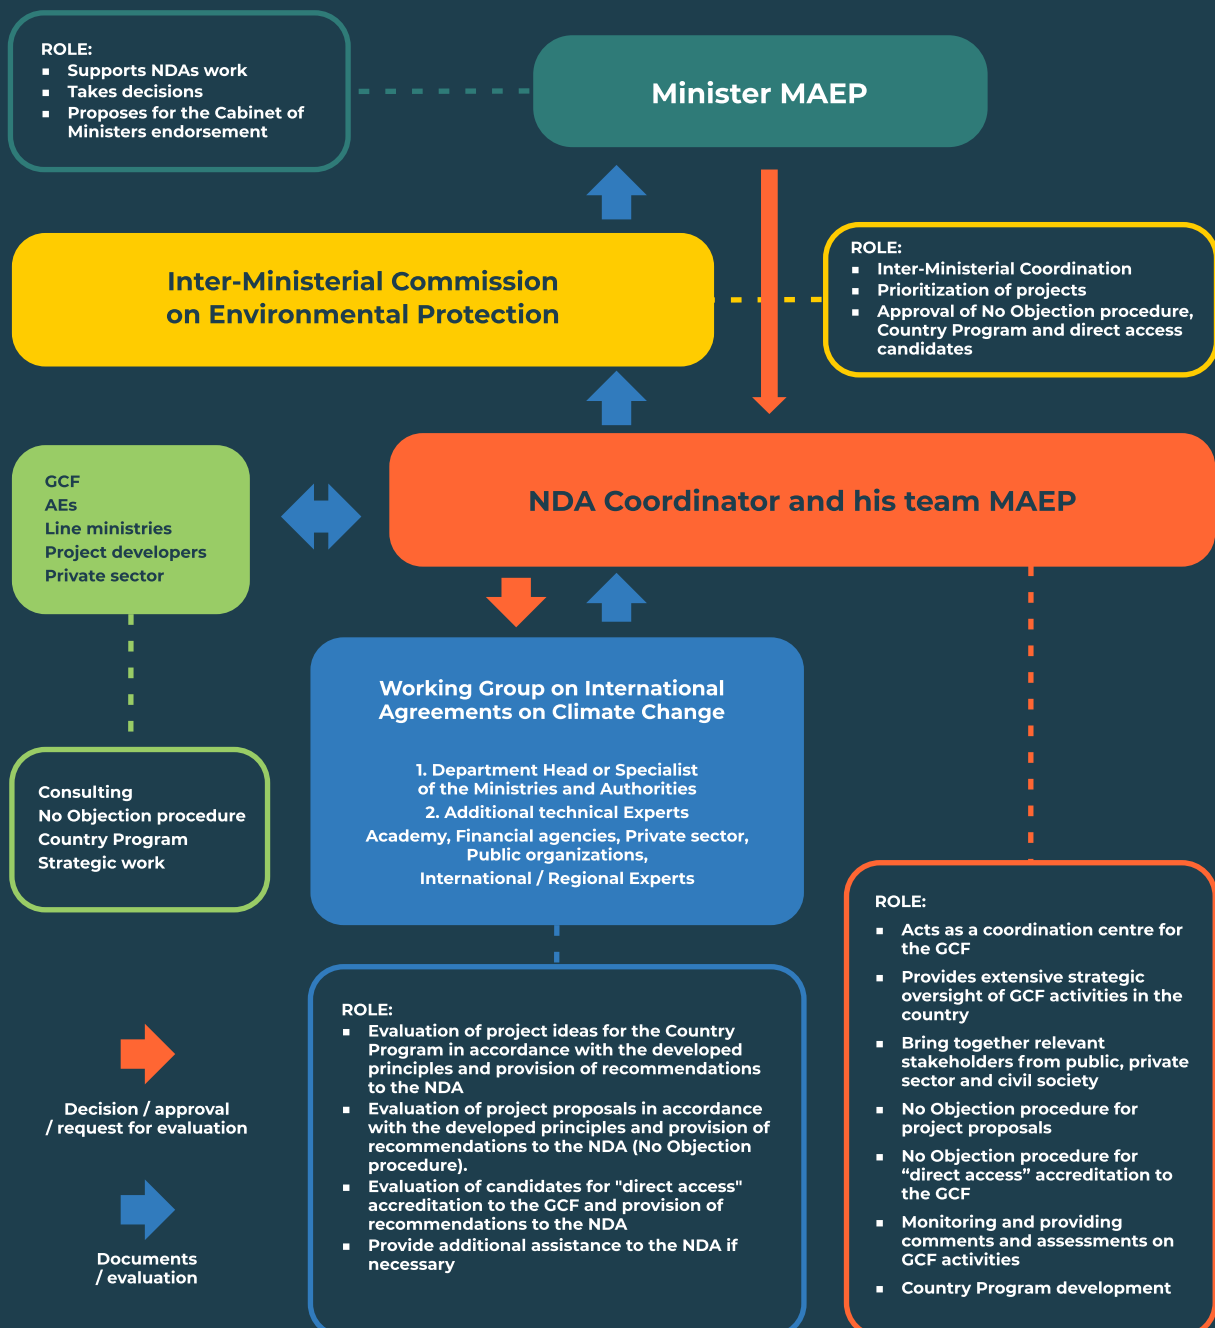 ROLE:
▪ Supports NDAs work
▪ Takes decisions
▪ Proposes for the Cabinet of
Ministers endorsement
Minister MAEP
Inter-Ministerial Commission
on Environmental Protection
ROLE:
▪ Inter-Ministerial Coordination
▪ Prioritization of projects
▪ Approval of No Objection procedure,
Country Program and direct access
candidates
GCF
AEs
Line ministries
Project developers
Private sector
NDA Coordinator and his team MAEP
Working Group on International
Agreements on Climate Change
1. Department Head or Specialist
of the Ministries and Authorities
2. Additional technical Experts
Academy, Financial agencies, Private sector,
Public organizations,
International / Regional Experts
Consulting
No Objection procedure
Country Program
Strategic work
ROLE:
▪ Evaluation of project ideas for the Country
Program in accordance with the developed
principles and provision of recommendations
to the NDA
▪ Evaluation of project proposals in accordance
with the developed principles and provision of
recommendations to the NDA (No Objection
procedure).
▪ Evaluation of candidates for "direct access"
accreditation to the GCF and provision of
recommendations to the NDA
▪ Provide additional assistance to the NDA if
necessary
ROLE:
▪ Acts as a coordination centre for
the GCF
▪ Provides extensive strategic
oversight of GCF activities in the
country
▪ Bring together relevant
stakeholders from public, private
sector and civil society
▪ No Objection procedure for
project proposals
▪ No Objection procedure for
“direct access” accreditation to
the GCF
▪ Monitoring and providing
comments and assessments on
GCF activities
▪ Country Program development
Decision / approval
/ request for evaluation
Documents
/ evaluation